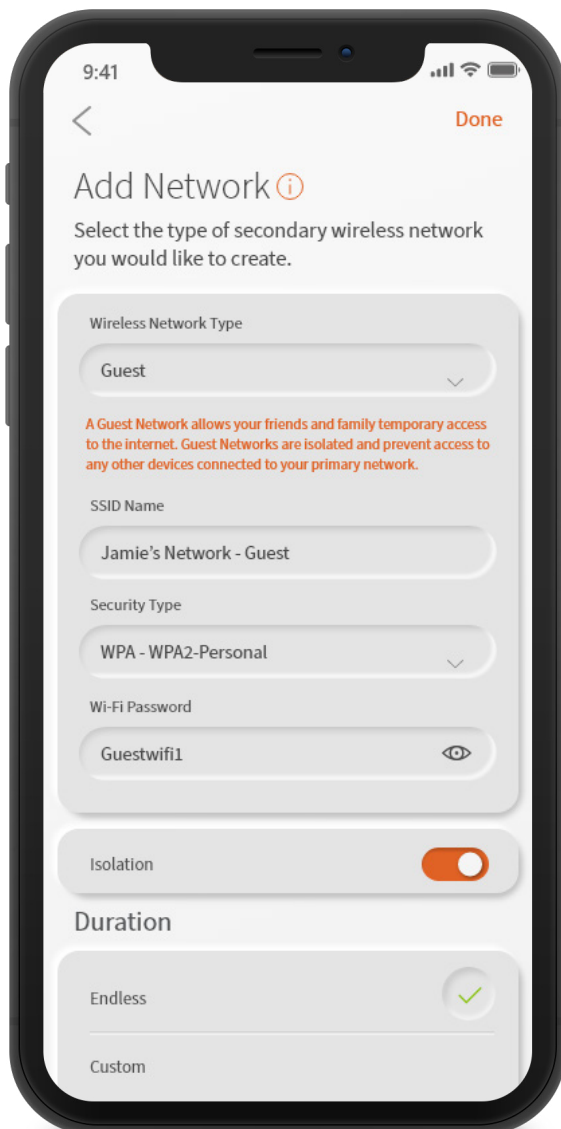 9:41
Done
Add Network
Select the type of secondary wireless network
you would like to create.
Wireless Network Type
Guest
A Guest Network allows your friends and family temporary access
to the internet. Guest Networks are isolated and prevent access to
any other devices connected to your primary network.
SSID Name
Jamie's Network - Guest
Security Type
WPA - WPA2-Personal
Wi-Fi Password
Guestwifi1
Isolation
Duration
Endless
Custom